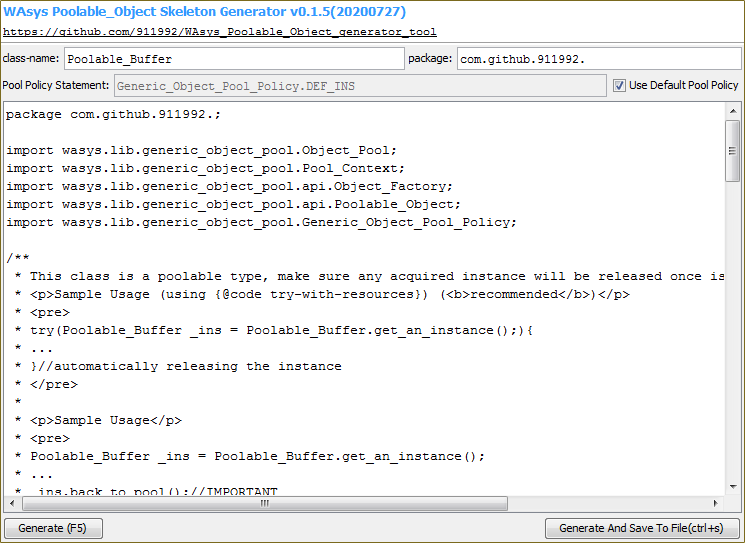 WAsys Poolable_Object Skeleton Generator v0.1.5(20200727)
https://github.com/911992/WAsys_Poolable_Object_generator_tool
class-name: Poolable_Buffer package: com.github.911992.
Pool Policy Statement: Generic_Object_Pool_Policy.DEF_INS Use Default Pool Policy
package com.github.911992.;
import wasys.lib.generic_object_pool.Object_Pool;
import wasys.lib.generic_object_pool.Pool_Context;
import wasys.lib.generic_object_pool.api.Object_Factory;
import wasys.lib.generic_object_pool.api.Poolable_Object;
import wasys.lib.generic_object_pool.Generic_Object_Pool_Policy;
/**
* This class is a poolable type, make sure any acquired instance will be released once is
* <p>Sample Usage (using {@code try-with-resources}) (<b>recommended</b>)</p>
* <pre>
* try(Poolable_Buffer _ins = Poolable_Buffer.get_an_instance();){
* ...
* }//automatically releasing the instance
* </pre>
*
* <p>Sample Usage</p>
* <pre>
* Poolable_Buffer _ins = Poolable_Buffer.get_an_instance();
* ...
* _ins.back_to_pool();//IMPORTANT
Generate (F5) Generate And Save To File(ctrl+s)